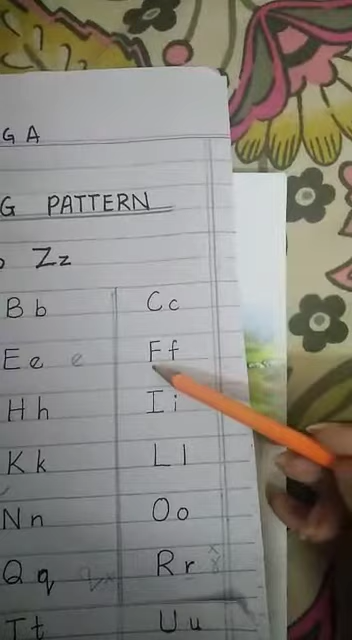 G A
G PATTERN
Zz
Bb Cc
Ee e Ff
Hh Ii
Kk Ll
Nn Oo
Qq q Rr
Tt Uu